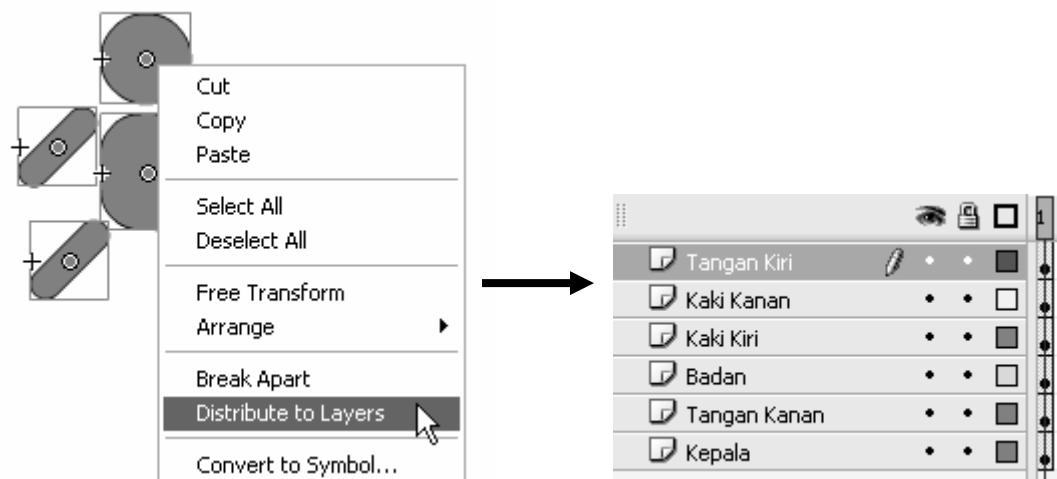 Cut
Copy
Paste
Select All
Deselect All
Free Transform
Arrange
Break Apart
Distribute to Layers
Convert to Symbol...
1
Tangan Kiri
Kaki Kanan
Kaki Kiri
Badan
Tangan Kanan
Kepala